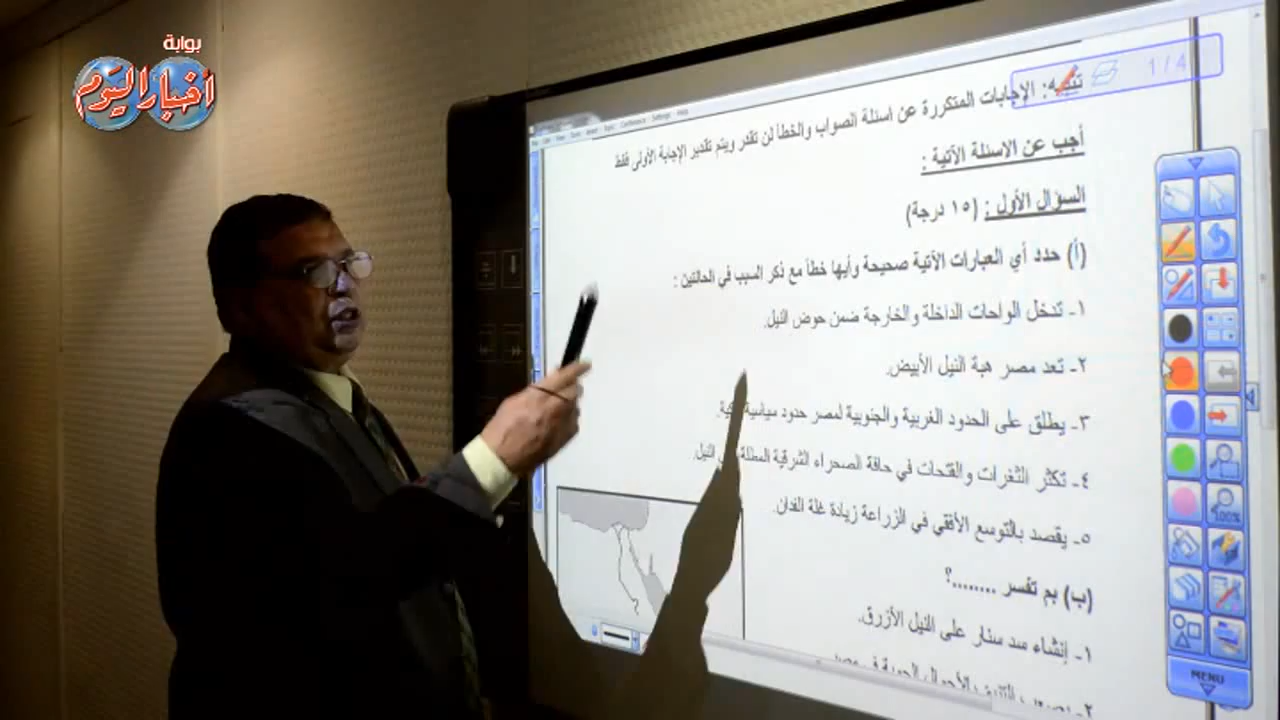 بوابة
أخبار اليوم
1/4
تنبيه: الإجابات المتكررة عن اسئلة الصواب والخطأ لن تقدر ويتم تقدير الإجابة الأولى فقط
أجب عن الاسئلة الآتية :
السؤال الأول : (١٥ درجة)
(أ) حدد أي العبارات الآتية صحيحة وأيها خطأ مع ذكر السبب في الحالتين :
١- تدخل الواحات الداخلة والخارجة ضمن حوض النيل.
٢- تعد مصر هبة النيل الأبيض.
٣- يطلق على الحدود الغربية والجنوبية لمصر حدود سياسية
٤- تكثر الثغرات والفتحات في حافة الصحراء الشرقية المطلة النيل.
٥- يقصد بالتوسع الأفقي في الزراعة زيادة غلة الفدان.
(ب) بم تفسر ........؟
١- إنشاء سد سنار على النيل الأزرق.
٢-
100%
MENU